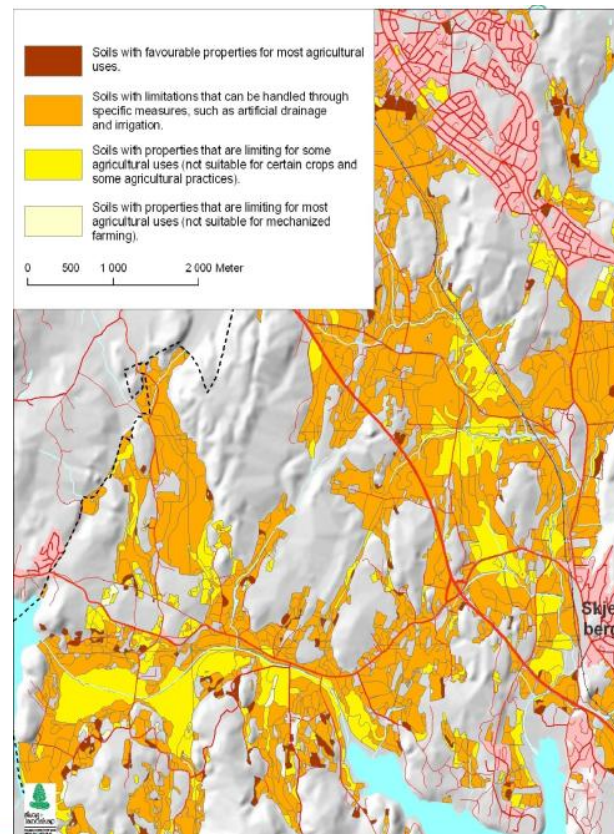 Soils with favourable properties for most agricultural
uses.
Soils with limitations that can be handled through
specific measures, such as artificial drainage
and irrigation.
Soils with properties that are limiting for some
agricultural uses (not suitable for certain crops and
some agricultural practices).
Soils with properties that are limiting for most
agricultural uses (not suitable for mechanized
farming).
0 500 1 000 2 000 Meter
Skje
berg
skog+
landskap